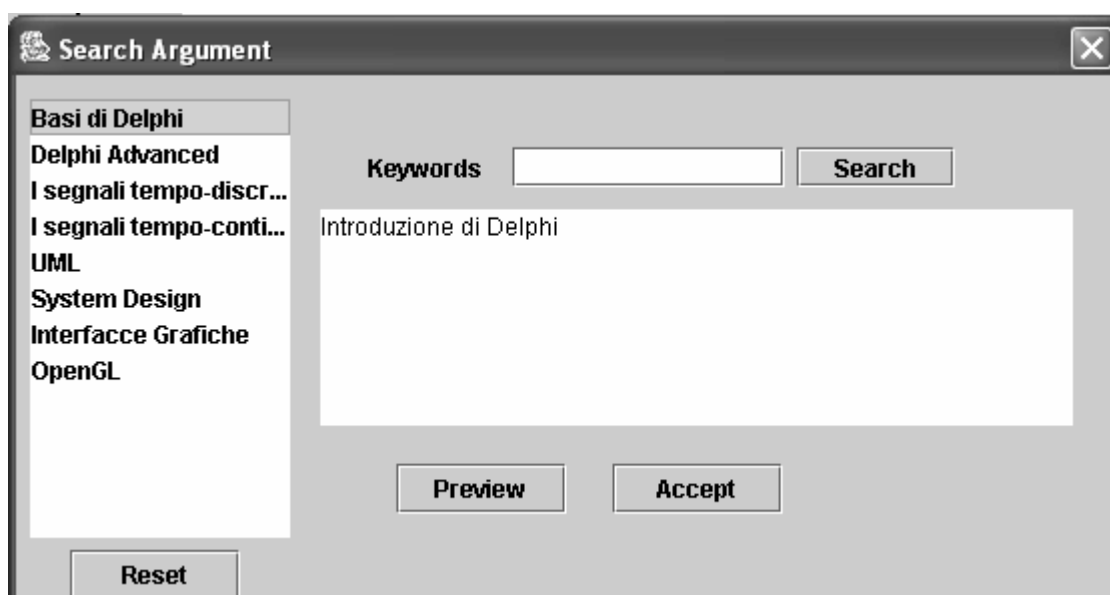 Search Argument
Basi di Delphi
Delphi Advanced
I segnali tempo-discr...
I segnali tempo-conti...
UML
System Design
Interfacce Grafiche
OpenGL
Reset
Keywords
Search
Introduzione di Delphi
Preview
Accept